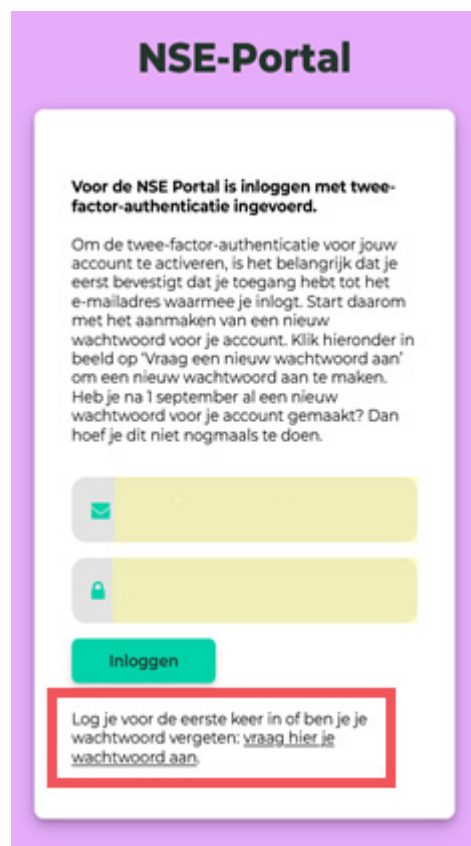 NSE-Portal
Voor de NSE Portal is inloggen met twee-
factor-authenticatie ingevoerd.
Om de twee-factor-authenticatie voor jouw
account te activeren, is het belangrijk dat je
eerst bevestigt dat je toegang hebt tot het
e-mailadres waarmee je inlogt. Start daarom
met het aanmaken van een nieuw
wachtwoord voor je account. Klik hieronder in
beeld op ‘Vraag een nieuw wachtwoord aan’
om een nieuw wachtwoord aan te maken.
Heb je na 1 september al een nieuw
wachtwoord voor je account gemaakt? Dan
hoef je dit niet nogmaals te doen.
Inloggen
Log je voor de eerste keer in of ben je je
wachtwoord vergeten: vraag hier je
wachtwoord aan.